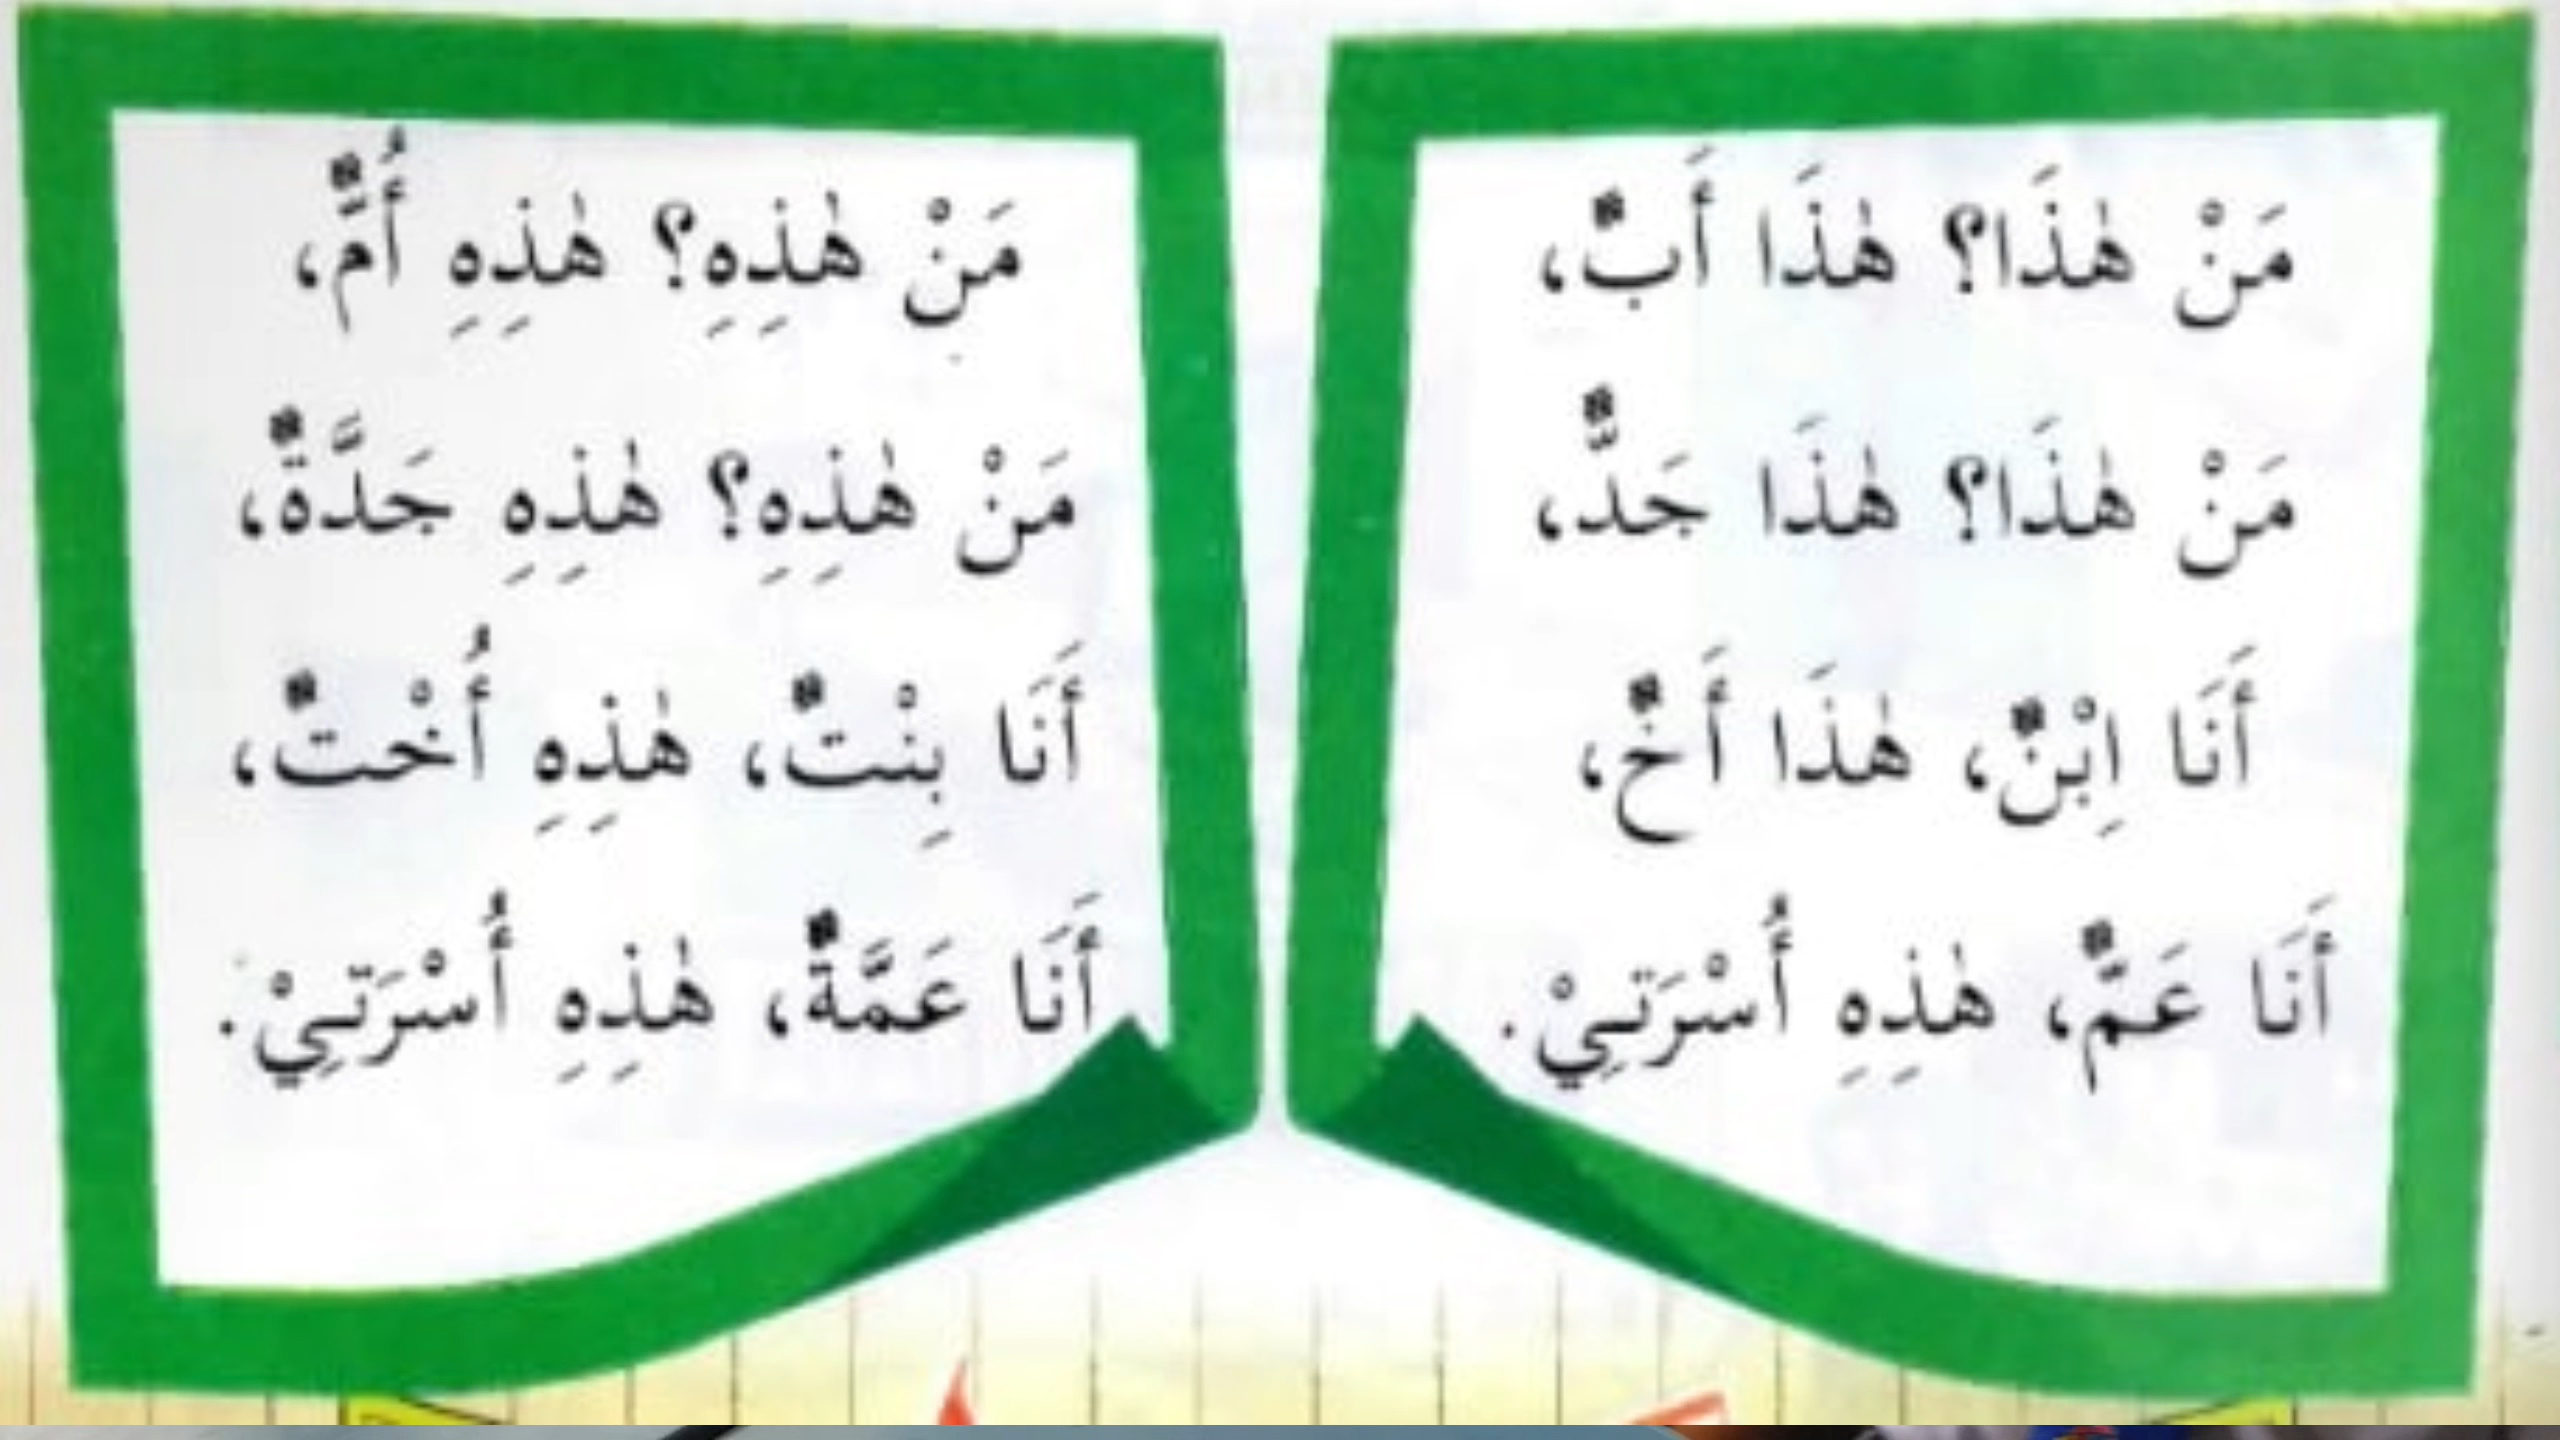 مَنْ هٰذَا؟ هٰذَا أَبٌ،
مَنْ هٰذَا؟ هٰذَا جَدٌّ،
أَنَا اِبْنٌ، هٰذَا أَخٌ،
أَنَا عَمٌّ، هٰذِهِ أُسْرَتِيْ.
مَنْ هٰذِهِ؟ هٰذِهِ أُمٌّ،
مَنْ هٰذِهِ؟ هٰذِهِ جَدَّةٌ،
أَنَا بِنْتٌ، هٰذِهِ أُخْتٌ،
أَنَا عَمَّةٌ، هٰذِهِ أُسْرَتِيْ.